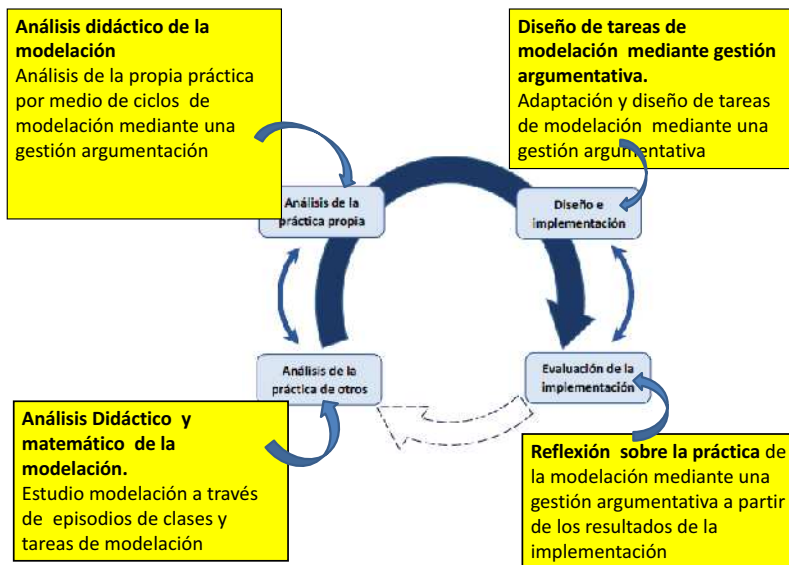 Análisis didáctico de la
modelación
Análisis de la propia práctica
por medio de ciclos de
modelación mediante una
gestión argumentación
Diseño de tareas de
modelación mediante gestión
argumentativa.
Adaptación y diseño de tareas
de modelación mediante una
gestión argumentativa
Análisis de la
práctica propia
Diseño e
implementación
Análisis de la
práctica de otros
Evaluación de la
implementación
Análisis Didáctico y
matemático de la
modelación.
Estudio modelación a través
de episodios de clases y
tareas de modelación
Reflexión sobre la práctica de
la modelación mediante una
gestión argumentativa a partir
de los resultados de la
implementación